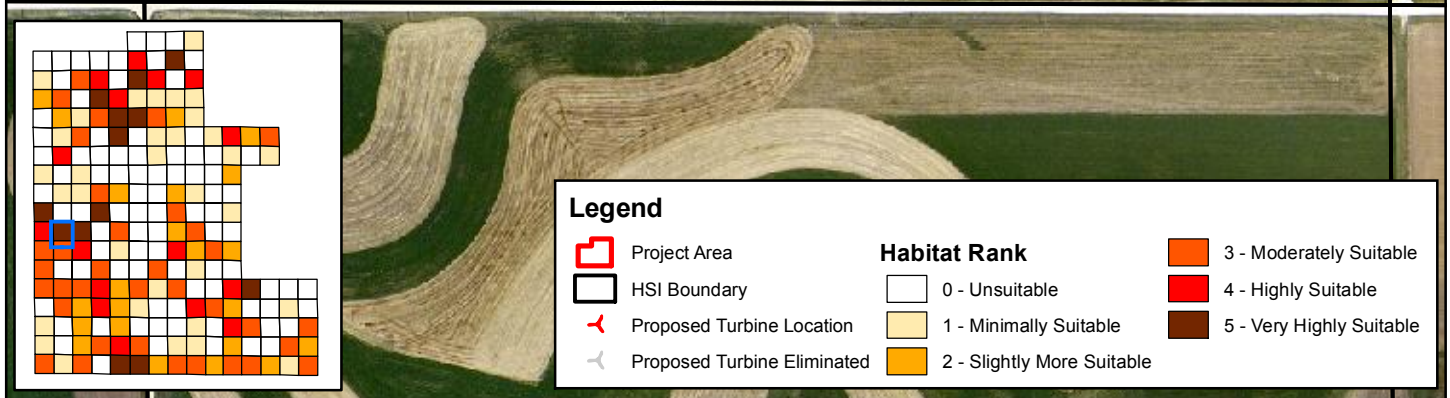 Legend
Project Area
HSI Boundary
Proposed Turbine Location
Proposed Turbine Eliminated
Habitat Rank
0 - Unsuitable
1 - Minimally Suitable
2 - Slightly More Suitable
3 - Moderately Suitable
4 - Highly Suitable
5 - Very Highly Suitable